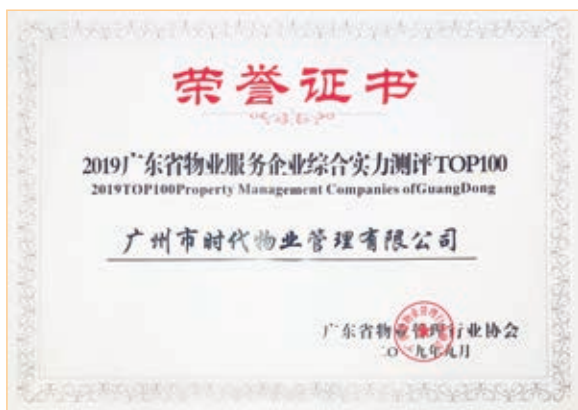 荣誉证书
2019广东省物业服务企业综合实力测评TOP100
2019TOP100Property Management Companies ofGuangDong
广州市时代物业管理有限公司
广东省物业管理行业协会
二〇一九年九月